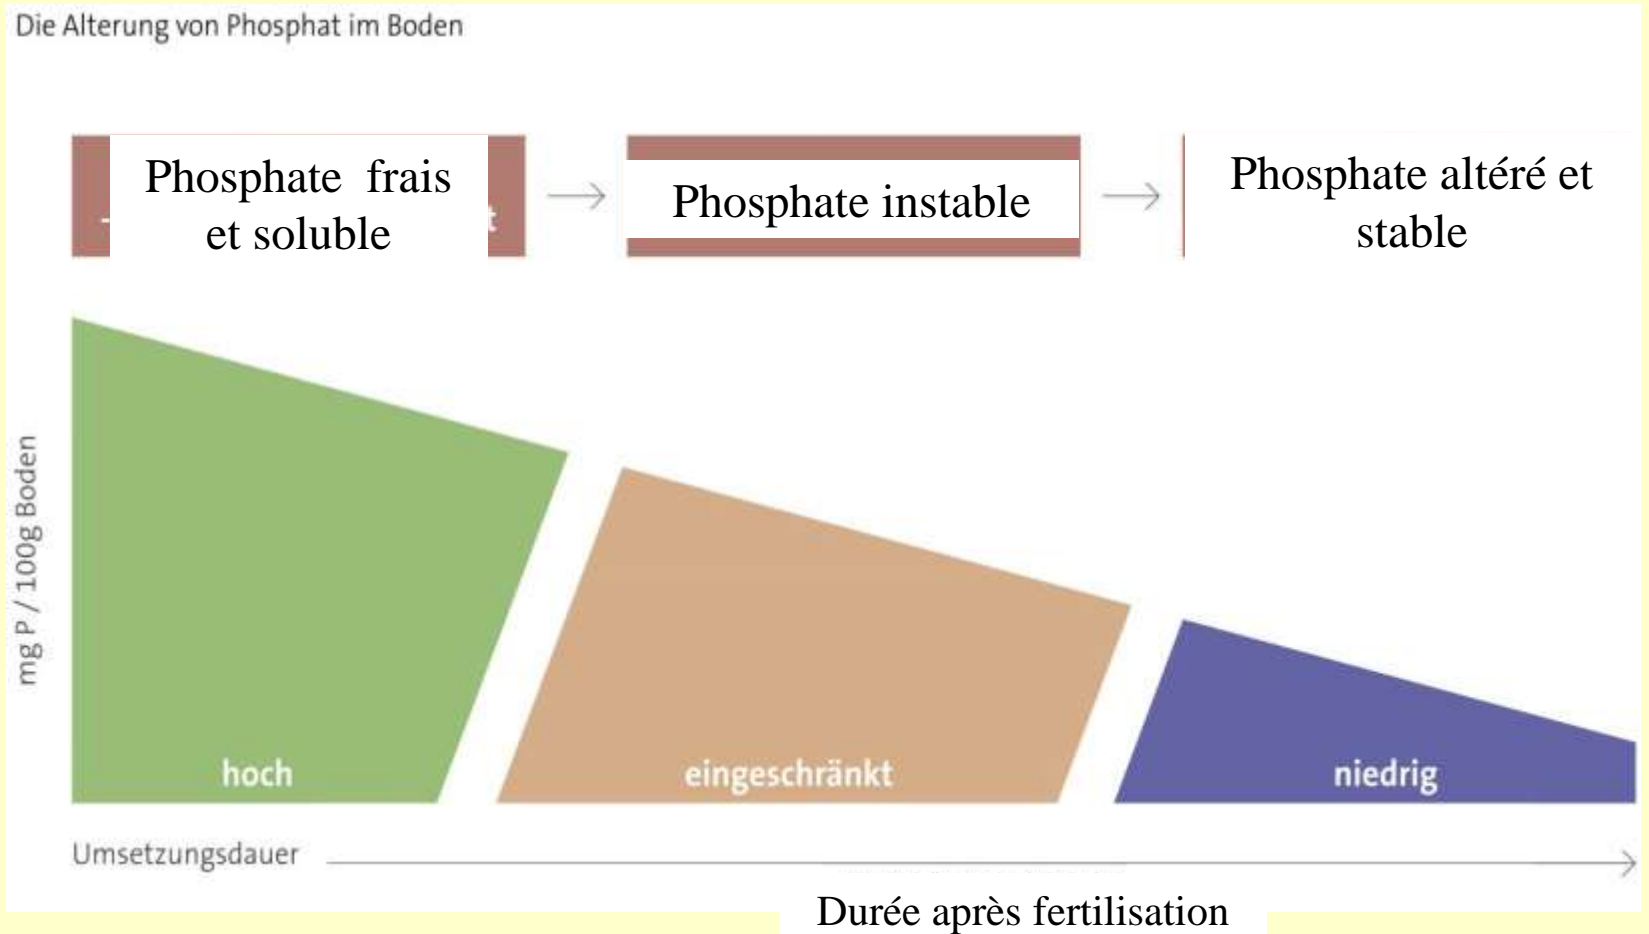 Die Alterung von Phosphat im Boden
Phosphate frais
et soluble
Phosphate instable
Phosphate altéré et
stable
mg P / 100g Boden
hoch
eingeschränkt
niedrig
Umsetzungsdauer
Durée après fertilisation